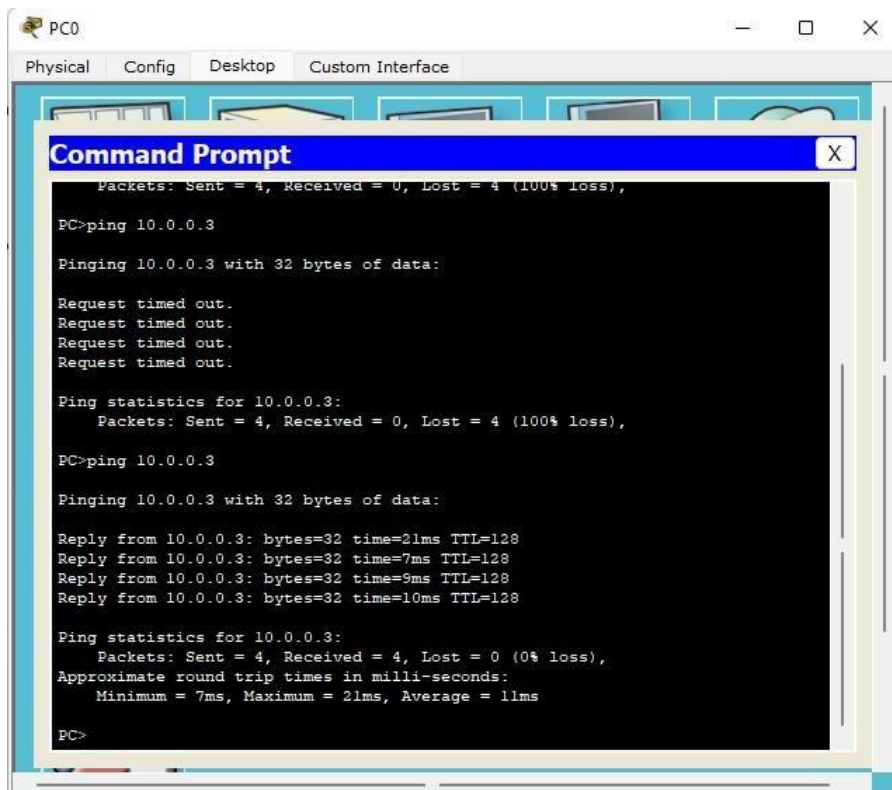 PC0
Physical Config Desktop Custom Interface
Command Prompt
X
Packets: Sent = 4, Received = 0, Lost = 4 (100% loss),
PC>ping 10.0.0.3
Pinging 10.0.0.3 with 32 bytes of data:
Request timed out.
Request timed out.
Request timed out.
Request timed out.
Ping statistics for 10.0.0.3:
Packets: Sent = 4, Received = 0, Lost = 4 (100% loss),
PC>ping 10.0.0.3
Pinging 10.0.0.3 with 32 bytes of data:
Reply from 10.0.0.3: bytes=32 time=21ms TTL=128
Reply from 10.0.0.3: bytes=32 time=7ms TTL=128
Reply from 10.0.0.3: bytes=32 time=9ms TTL=128
Reply from 10.0.0.3: bytes=32 time=10ms TTL=128
Ping statistics for 10.0.0.3:
Packets: Sent = 4, Received = 4, Lost = 0 (0% loss),
Approximate round trip times in milli-seconds:
Minimum = 7ms, Maximum = 21ms, Average = 11ms
PC>